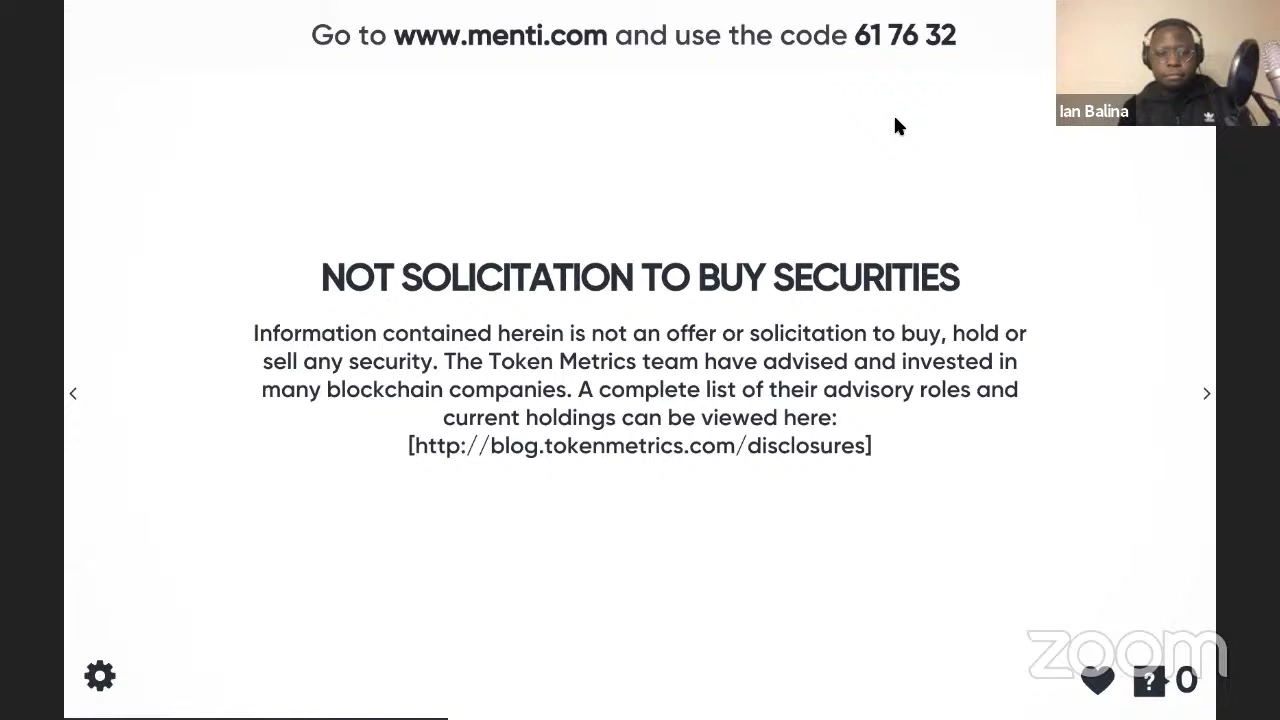 Go to www.menti.com and use the code 61 76 32
Ian Balina
NOT SOLICITATION TO BUY SECURITIES
Information contained herein is not an offer or solicitation to buy, hold or
sell any security. The Token Metrics team have advised and invested in
many blockchain companies. A complete list of their advisory roles and
current holdings can be viewed here:
[http://blog.tokenmetrics.com/disclosures]
zoom
? 0